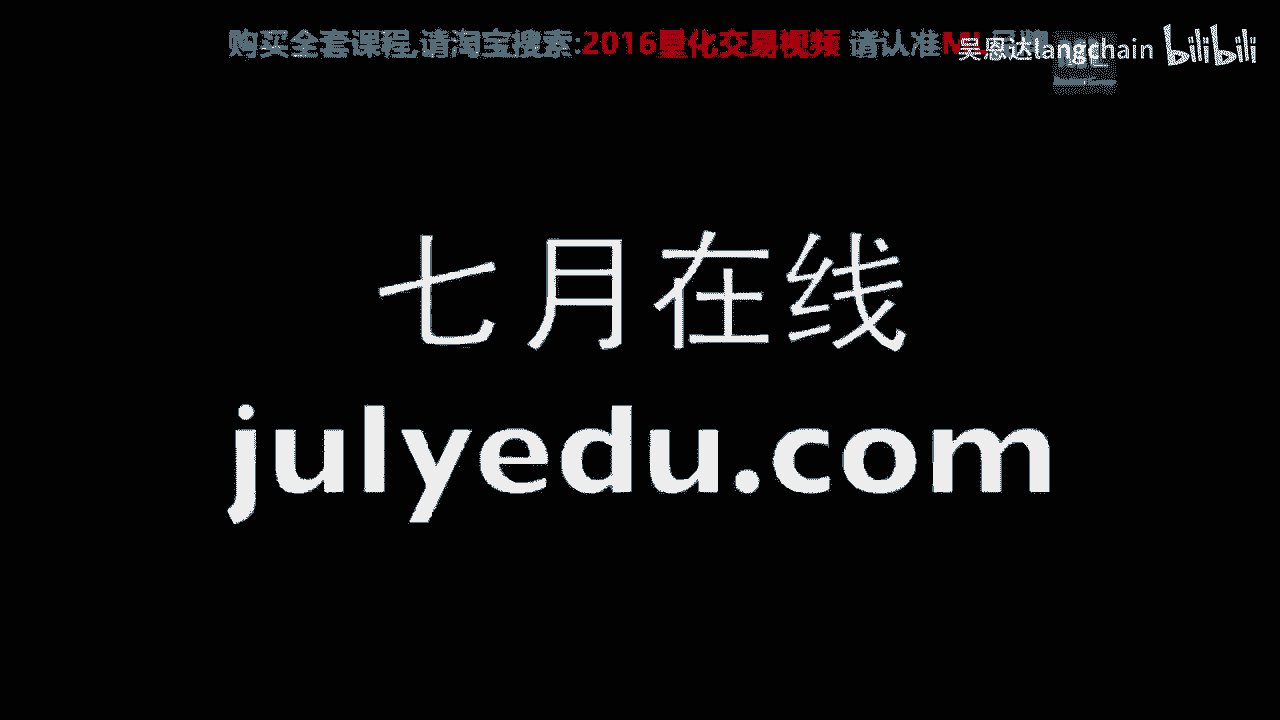 购买全套课程,请淘宝搜索:2016量化交易视频 请认准
吴恩达langchain bilibili
七月在线
julyedu.com